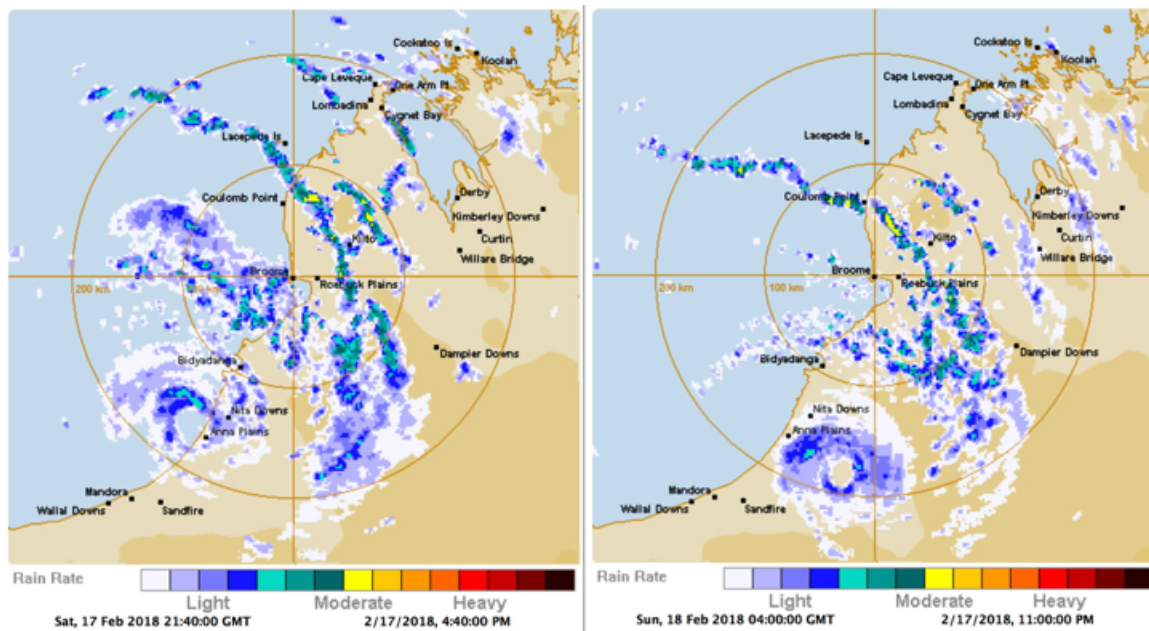 Cockatoo Is
Koolan
Cape Leveque
One Arm Pt
Lombadina
Cygnet Bay
Lacepede Is
Coulomb Point
Derby
Kimberley Downs
Kilto
Curtin
Willare Bridge
Broome
Roebuck Plains
200 km
Bidyadanga
Dampier Downs
Nita Downs
Anna Plains
Mandora
Wallal Downs
Sandfire
Rain Rate
Light
Moderate
Heavy
Sat, 17 Feb 2018 21:40:00 GMT
2/17/2018, 4:40:00 PM
Cockatoo Is
Koolan
Cape Leveque
One Arm Pt
Lombadina
Cygnet Bay
Lacepede Is
Coulomb Point
Derby
Kimberley Downs
Kilto
Curtin
Willare Bridge
Broome
Roebuck Plains
200 km
100 km
Bidyadanga
Dampier Downs
Nita Downs
Anna Plains
Mandora
Wallal Downs
Sandfire
Rain Rate
Light
Moderate
Heavy
Sun, 18 Feb 2018 04:00:00 GMT
2/17/2018, 11:00:00 PM